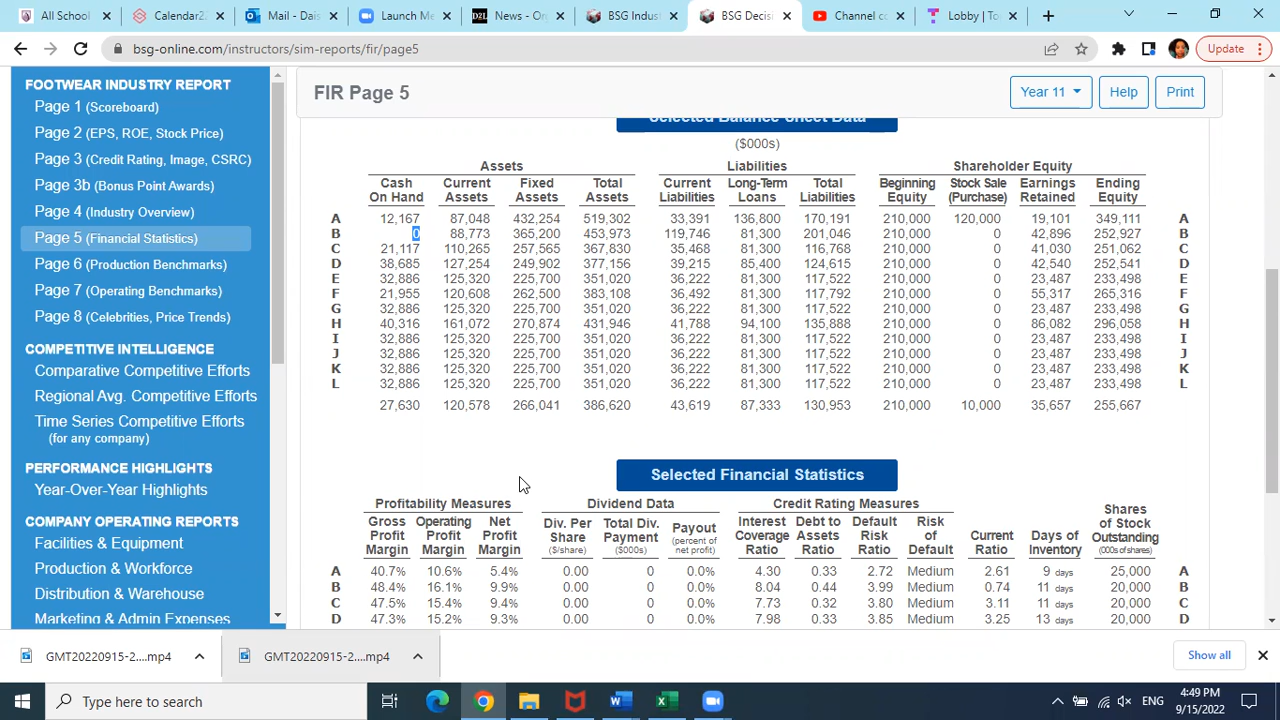 All School
Calendar22
Mail - Dais
Launch Me
News - Org
BSG Indust
BSG Decisi
Channel co
Lobby | Top
bsg-online.com/instructors/sim-reports/fir/page5
Update
FOOTWEAR INDUSTRY REPORT
Page 1 (Scoreboard)
Page 2 (EPS, ROE, Stock Price)
Page 3 (Credit Rating, Image, CSRC)
Page 3b (Bonus Point Awards)
Page 4 (Industry Overview)
Page 5 (Financial Statistics)
Page 6 (Production Benchmarks)
Page 7 (Operating Benchmarks)
Page 8 (Celebrities, Price Trends)
COMPETITIVE INTELLIGENCE
Comparative Competitive Efforts
Regional Avg. Competitive Efforts
Time Series Competitive Efforts
(for any company)
PERFORMANCE HIGHLIGHTS
Year-Over-Year Highlights
COMPANY OPERATING REPORTS
Facilities & Equipment
Production & Workforce
Distribution & Warehouse
Marketing & Admin Expenses
FIR Page 5
Year 11
Help
Print
Selected Balance Sheet Data
($000s)
Assets Liabilities Shareholder Equity
Cash Current Fixed Total Current Long-Term Total Beginning Stock Sale Earnings Ending
On Hand Assets Assets Assets Liabilities Loans Liabilities Equity (Purchase) Retained Equity
A 12,167 87,048 432,254 519,302 33,391 136,800 170,191 210,000 120,000 19,101 349,111 A
B 0 88,773 365,200 453,973 119,746 81,300 201,046 210,000 0 42,896 252,927 B
C 21,117 110,265 257,565 367,830 35,468 81,300 116,768 210,000 0 41,030 251,062 C
D 38,685 127,254 249,902 377,156 39,215 85,400 124,615 210,000 0 42,540 252,541 D
E 32,886 125,320 225,700 351,020 36,222 81,300 117,522 210,000 0 23,487 233,498 E
F 21,955 120,608 262,500 383,108 36,492 81,300 117,792 210,000 0 55,317 265,316 F
G 32,886 125,320 225,700 351,020 36,222 81,300 117,522 210,000 0 23,487 233,498 G
H 40,316 161,072 270,874 431,946 41,788 94,100 135,888 210,000 0 86,082 296,058 H
I 32,886 125,320 225,700 351,020 36,222 81,300 117,522 210,000 0 23,487 233,498 I
J 32,886 125,320 225,700 351,020 36,222 81,300 117,522 210,000 0 23,487 233,498 J
K 32,886 125,320 225,700 351,020 36,222 81,300 117,522 210,000 0 23,487 233,498 K
L 32,886 125,320 225,700 351,020 36,222 81,300 117,522 210,000 0 23,487 233,498 L
27,630 120,578 266,041 386,620 43,619 87,333 130,953 210,000 10,000 35,657 255,667
Selected Financial Statistics
Profitability Measures Dividend Data Credit Rating Measures
Gross Profit Margin Operating Profit Margin Net Profit Margin Div. Per Share ($/share) Total Div. Payment ($000s) Payout (percent of net profit) Interest Coverage Ratio Debt to Assets Ratio Default Risk Ratio Risk of Default Current Ratio Days of Inventory Shares of Stock Outstanding (000s of shares)
A 40.7% 10.6% 5.4% 0.00 0 0.0% 4.30 0.33 2.72 Medium 2.61 9 days 25,000 A
B 48.4% 16.1% 9.9% 0.00 0 0.0% 8.04 0.44 3.99 Medium 0.74 11 days 20,000 B
C 47.5% 15.4% 9.4% 0.00 0 0.0% 7.73 0.32 3.80 Medium 3.11 11 days 20,000 C
D 47.3% 15.2% 9.3% 0.00 0 0.0% 7.98 0.33 3.85 Medium 3.25 13 days 20,000 D
GMT20220915-2....mp4
GMT20220915-2....mp4
Show all
Type here to search
ENG
4:49 PM
9/15/2022